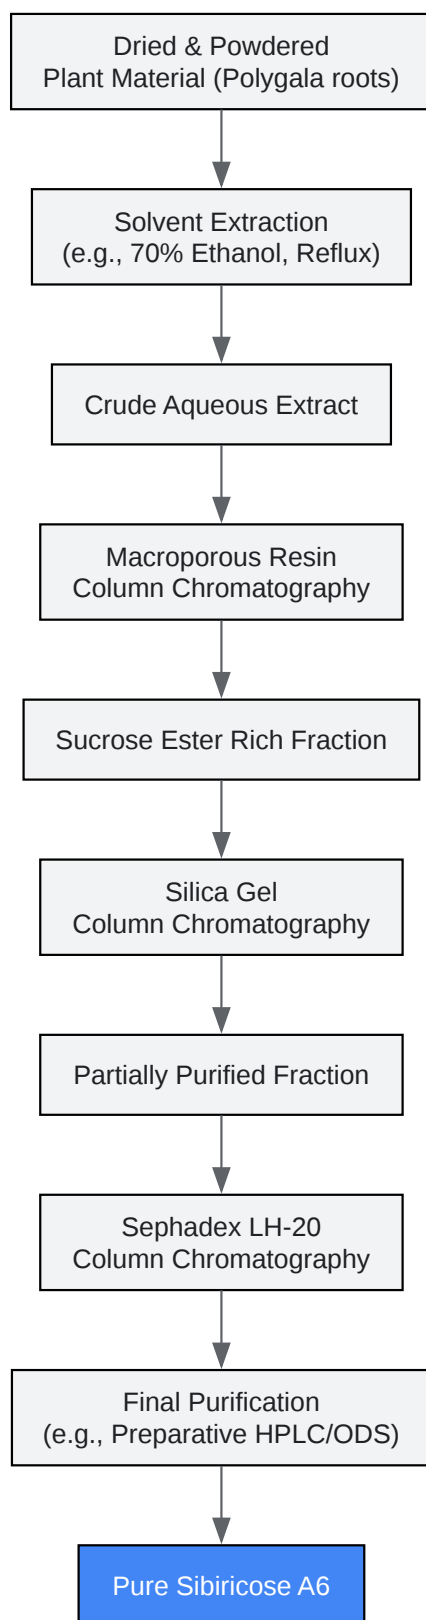 Dried & Powdered
Plant Material (Polygala roots)
Solvent Extraction
(e.g., 70% Ethanol, Reflux)
Crude Aqueous Extract
Macroporous Resin
Column Chromatography
Sucrose Ester Rich Fraction
Silica Gel
Column Chromatography
Partially Purified Fraction
Sephadex LH-20
Column Chromatography
Final Purification
(e.g., Preparative HPLC/ODS)
Pure Sibiricose A6